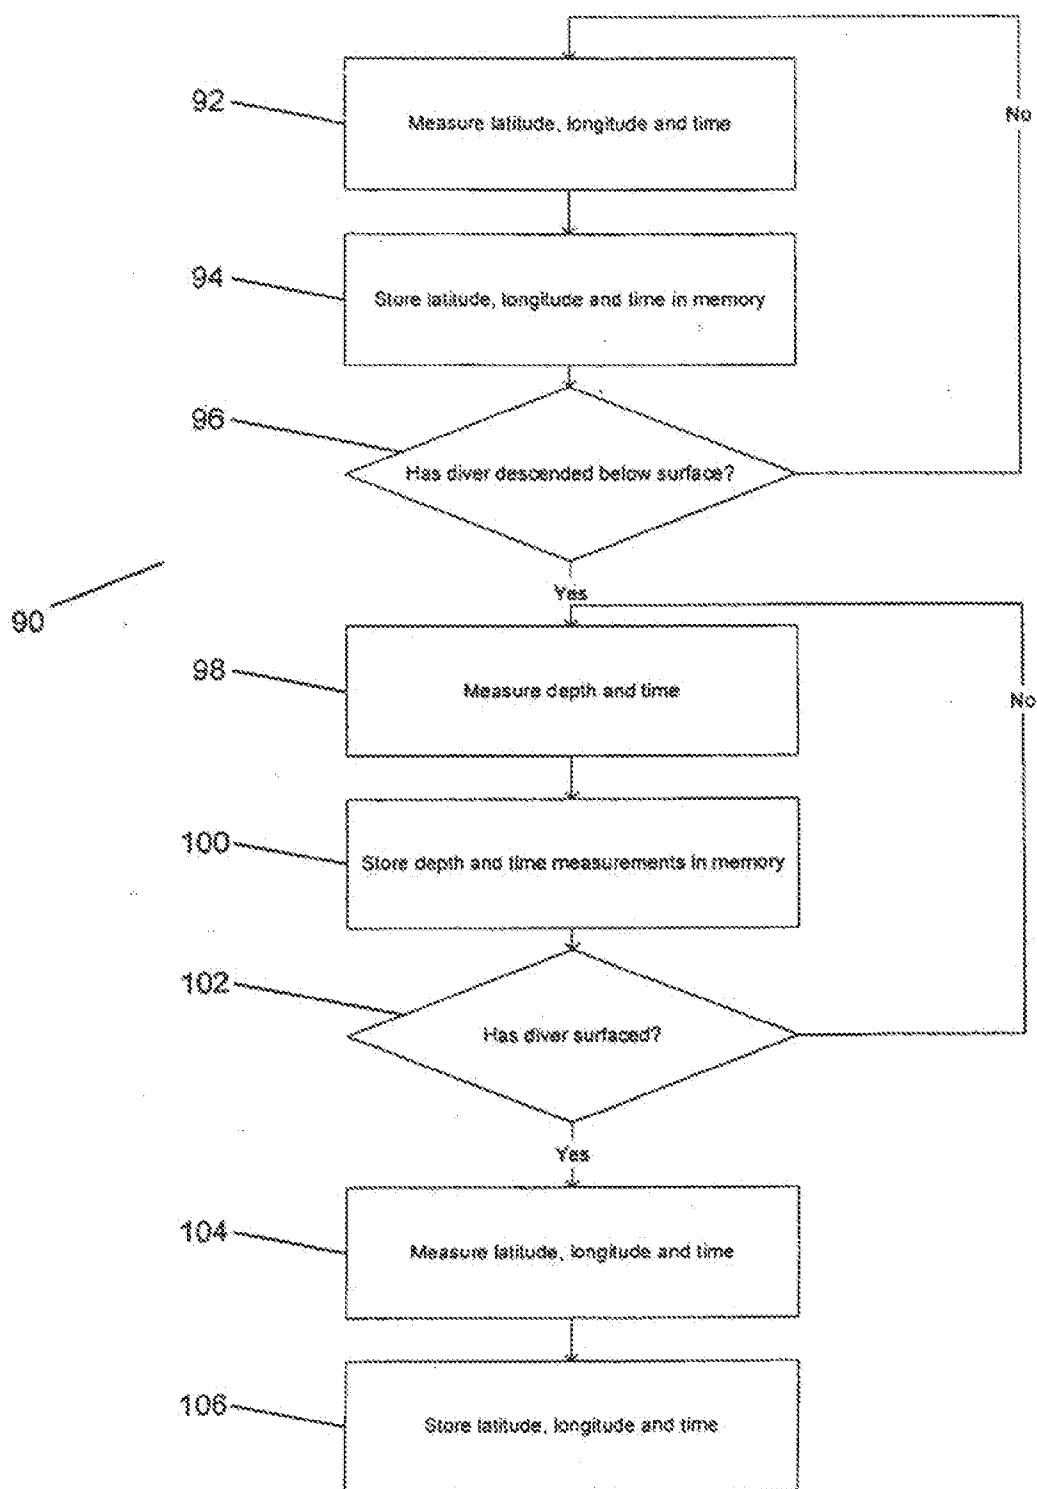 92
Measure latitude, longitude and time
No
94
Store latitude, longitude and time in memory
96
Has diver descended below surface?
90
Yes
98
Measure depth and time
No
100
Store depth and time measurements in memory
102
Has diver surfaced?
Yes
104
Measure latitude, longitude and time
106
Store latitude, longitude and time